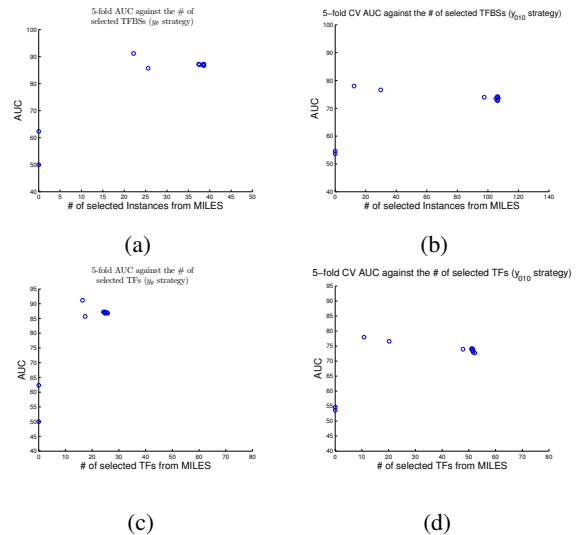 5-fold AUC against the # of
selected TFBSs (yθ strategy)
100
90
80
70
60
50
40
AUC
0 5 10 15 20 25 30 35 40 45 50
# of selected Instances from MILES
(a)
5−fold CV AUC against the # of selected TFBSs (y010 strategy)
100
90
80
70
60
50
40
AUC
0 20 40 60 80 100 120 140
# of selected Instances from MILES
(b)
5-fold AUC against the # of
selected TFs (yθ strategy)
95
90
85
80
75
70
65
60
55
50
45
40
AUC
0 10 20 30 40 50 60 70 80
# of selected TFs from MILES
(c)
5−fold CV AUC against the # of selected TFs (y010 strategy)
95
90
85
80
75
70
65
60
55
50
45
40
AUC
0 10 20 30 40 50 60 70 80
# of selected TFs from MILES
(d)